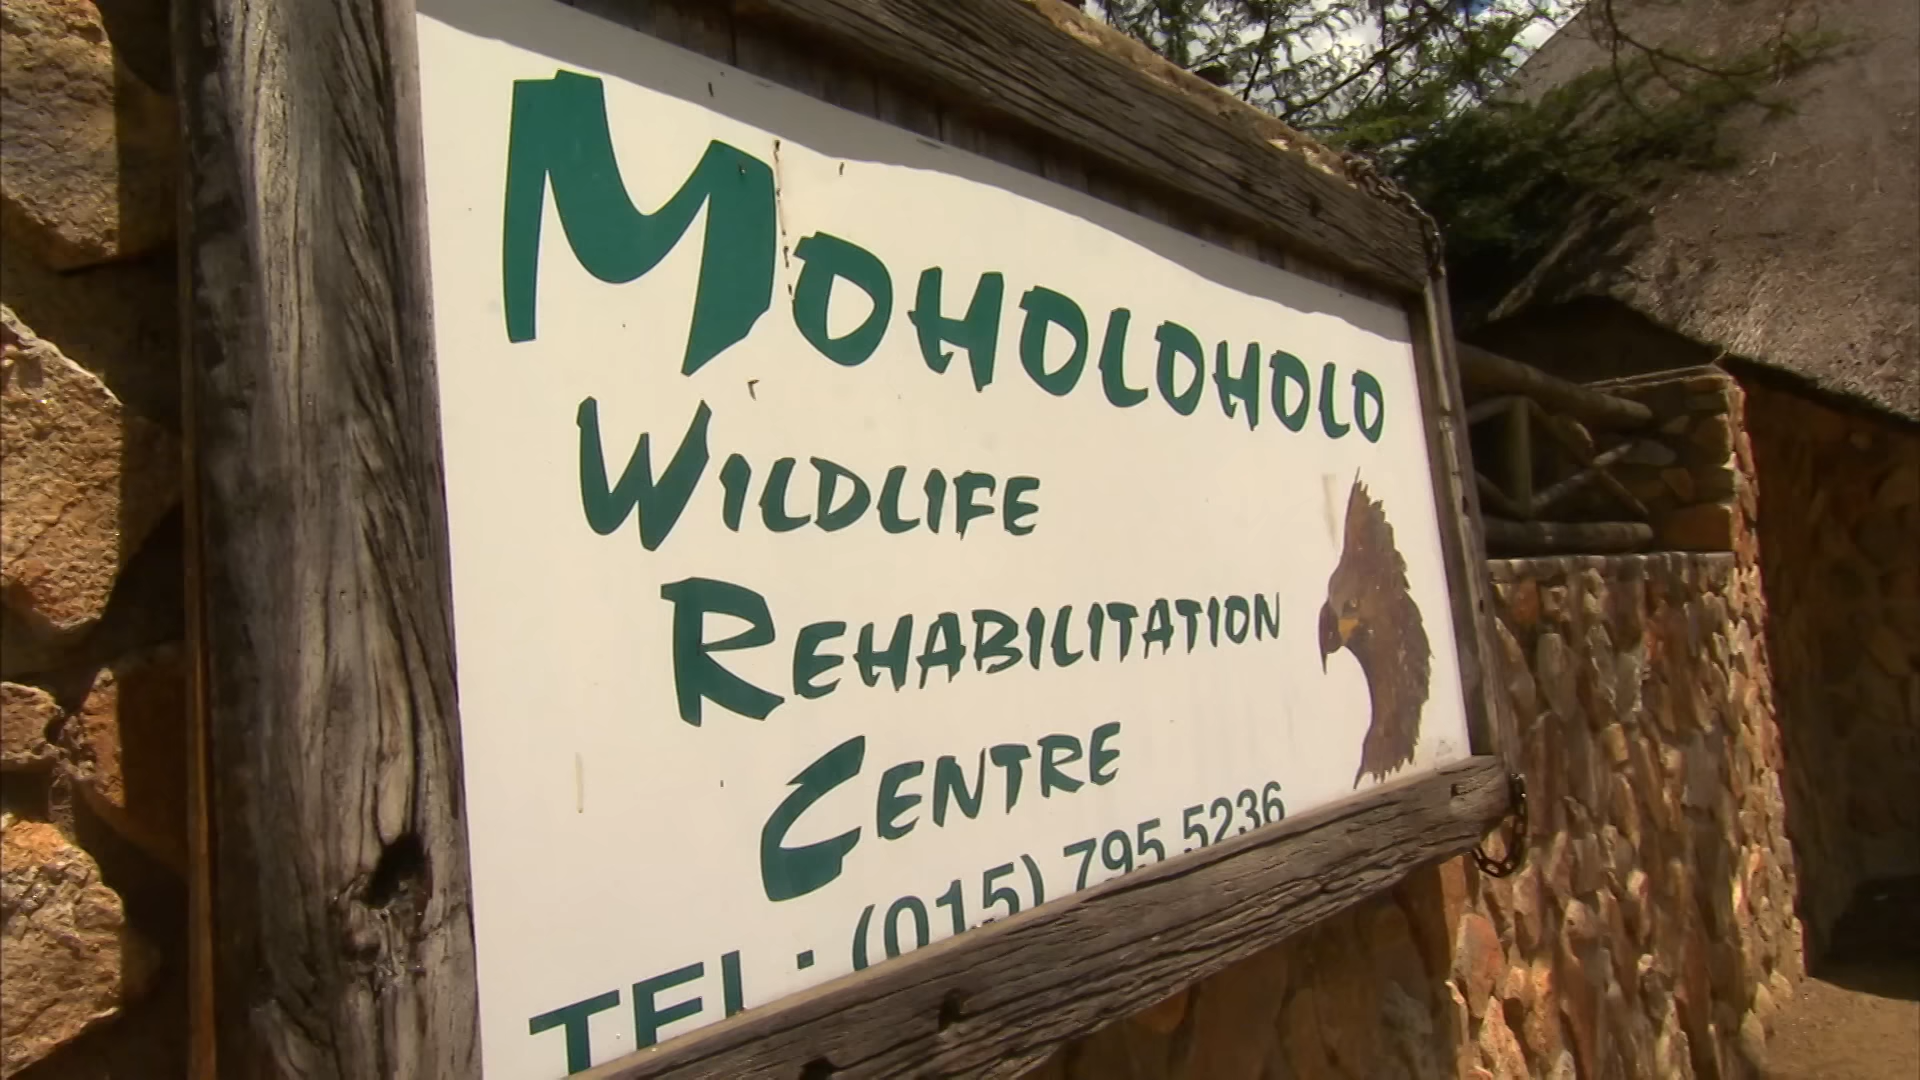 MOHOLOHOLO
WILDLIFE
REHABILITATION
CENTRE
TEL: (015) 795 5236